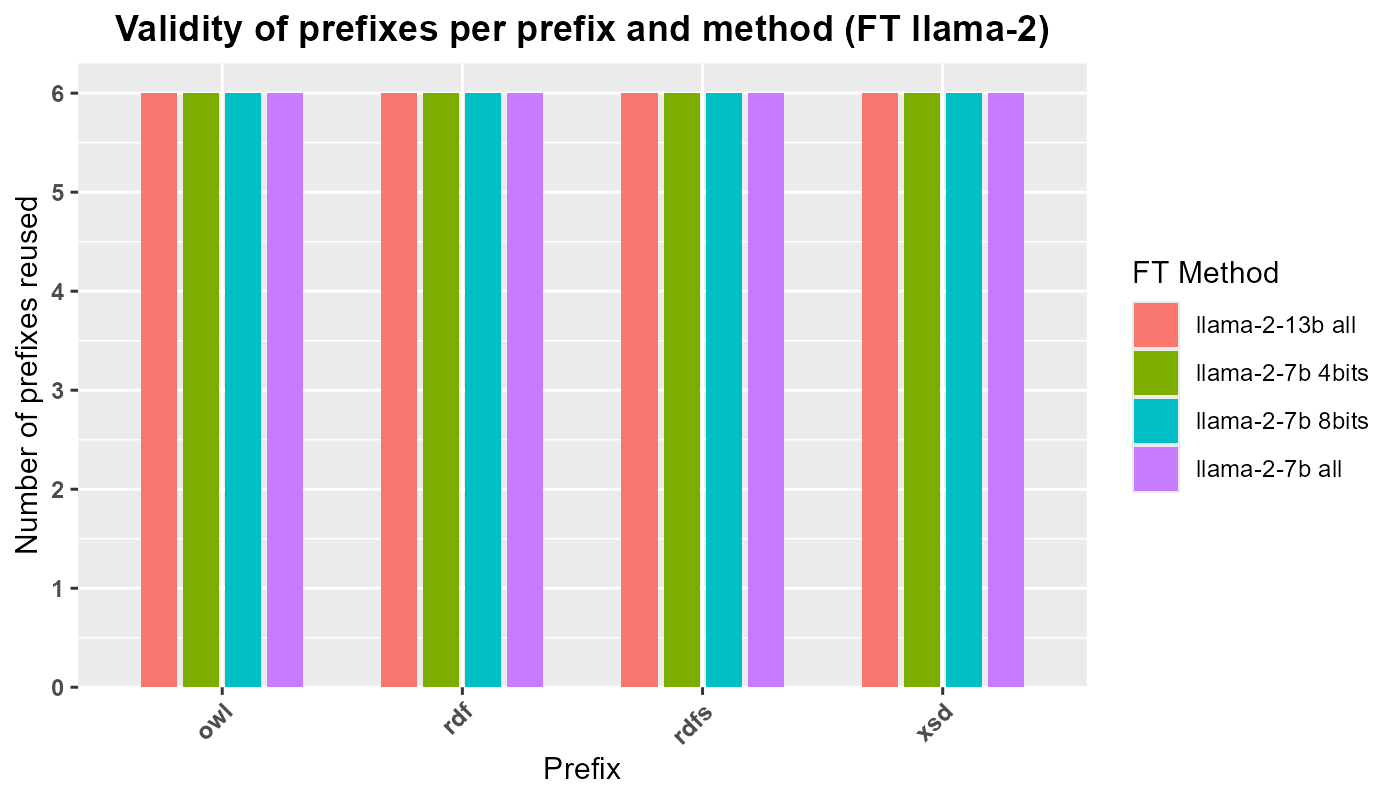 Validity of prefixes per prefix and method (FT llama-2)
Number of prefixes reused
6
5
4
3
2
1
0
owl
rdf
rdfs
xsd
Prefix
FT Method
llama-2-13b all
llama-2-7b 4bits
llama-2-7b 8bits
llama-2-7b all